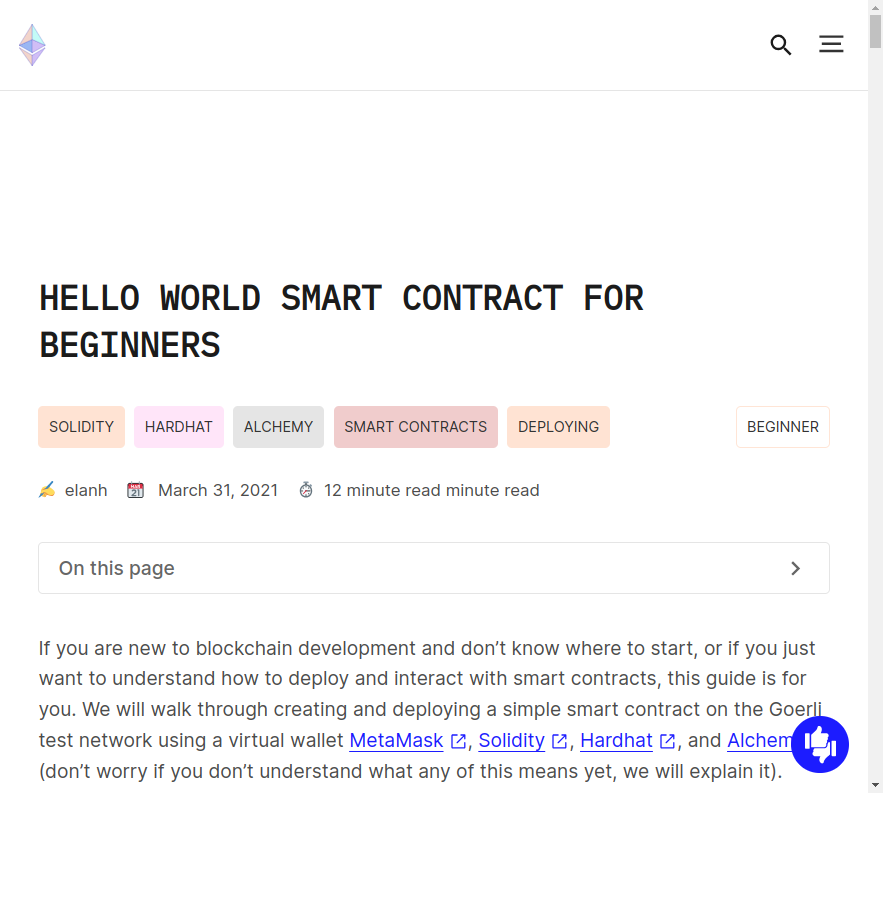 HELLO WORLD SMART CONTRACT FOR
BEGINNERS
SOLIDITY HARDHAT ALCHEMY SMART CONTRACTS DEPLOYING BEGINNER
elanh March 31, 2021 12 minute read minute read
On this page
If you are new to blockchain development and don’t know where to start, or if you just
want to understand how to deploy and interact with smart contracts, this guide is for
you. We will walk through creating and deploying a simple smart contract on the Goerli
test network using a virtual wallet MetaMask, Solidity, Hardhat, and Alchem
(don’t worry if you don’t understand what any of this means yet, we will explain it).